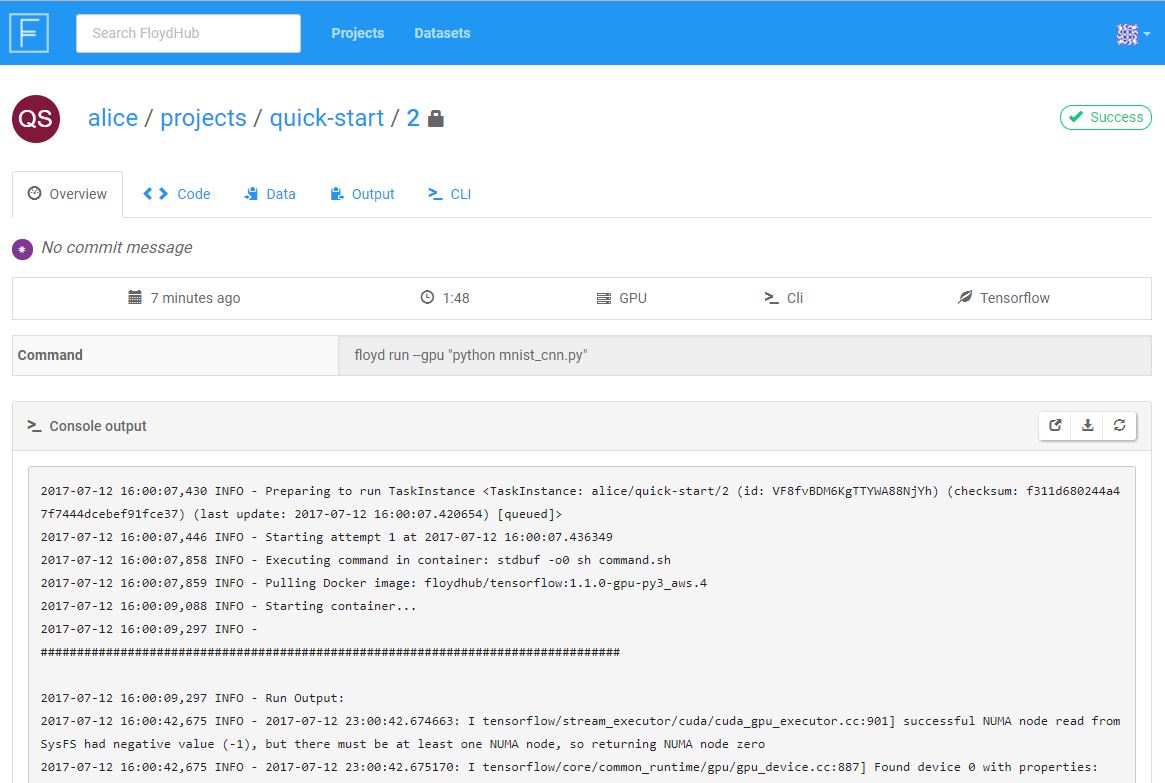 F Search FloydHub Projects Datasets
QS alice / projects / quick-start / 2 Success
Overview Code Data Output CLI
No commit message
7 minutes ago 1:48 GPU Cli Tensorflow
Command floyd run --gpu "python mnist_cnn.py"
Console output
2017-07-12 16:00:07,430 INFO - Preparing to run TaskInstance <TaskInstance: alice/quick-start/2 (id: VF8fvBDM6KgTTYWA88NjYh) (checksum: f311d680244a4
7f7444dcebef91fce37) (last update: 2017-07-12 16:00:07.420654) [queued]>
2017-07-12 16:00:07,446 INFO - Starting attempt 1 at 2017-07-12 16:00:07.436349
2017-07-12 16:00:07,858 INFO - Executing command in container: stdbuf -o0 sh command.sh
2017-07-12 16:00:07,859 INFO - Pulling Docker image: floydhub/tensorflow:1.1.0-gpu-py3_aws.4
2017-07-12 16:00:09,088 INFO - Starting container...
2017-07-12 16:00:09,297 INFO -
################################################################################
2017-07-12 16:00:09,297 INFO - Run Output:
2017-07-12 16:00:42,675 INFO - 2017-07-12 23:00:42.674663: I tensorflow/stream_executor/cuda/cuda_gpu_executor.cc:901] successful NUMA node read from
SysFS had negative value (-1), but there must be at least one NUMA node, so returning NUMA node zero
2017-07-12 16:00:42,675 INFO - 2017-07-12 23:00:42.675170: I tensorflow/core/common_runtime/gpu/gpu_device.cc:887] Found device 0 with properties: